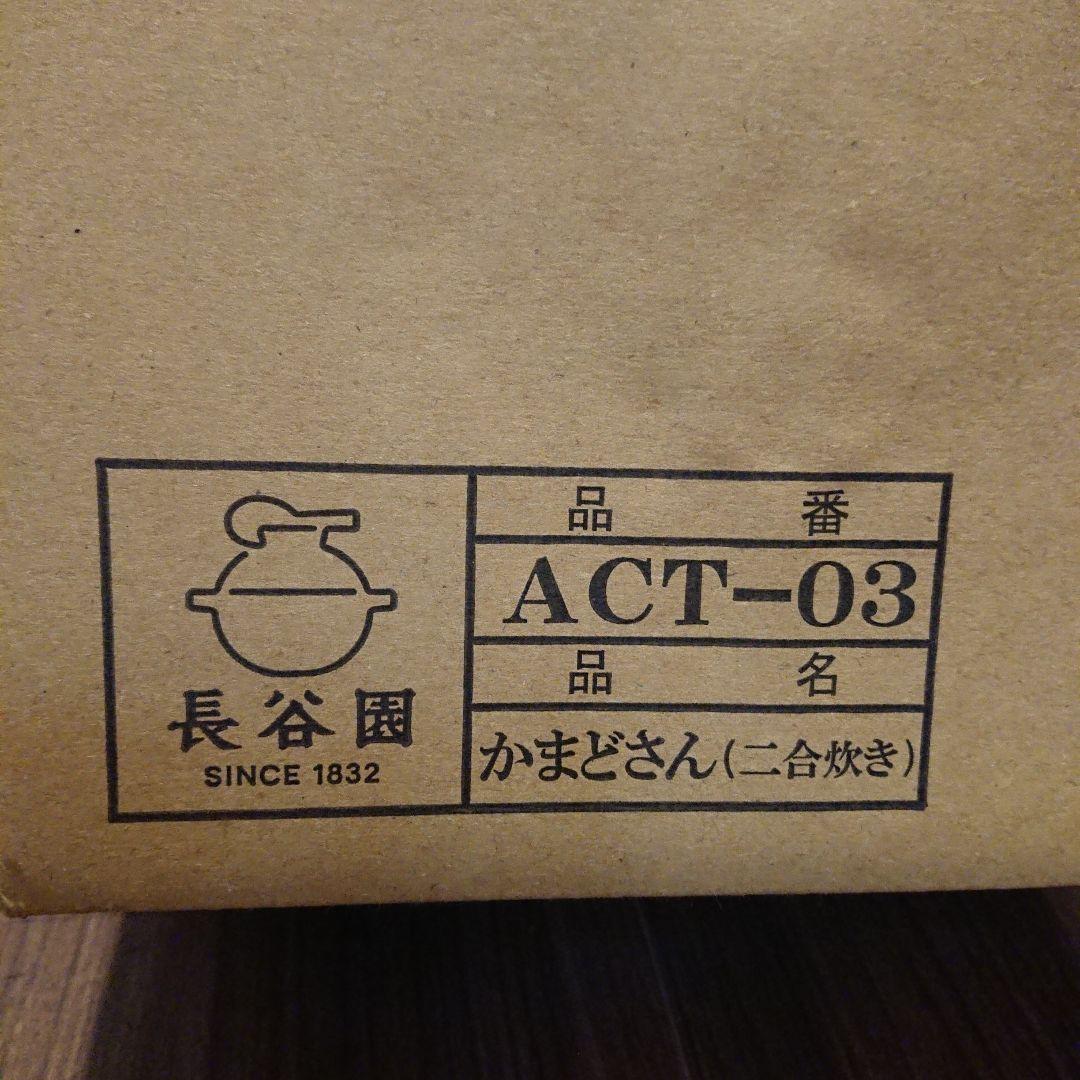 長谷園
SINCE 1832
品 番
ACT-03
品 名
かまどさん(二合炊き)